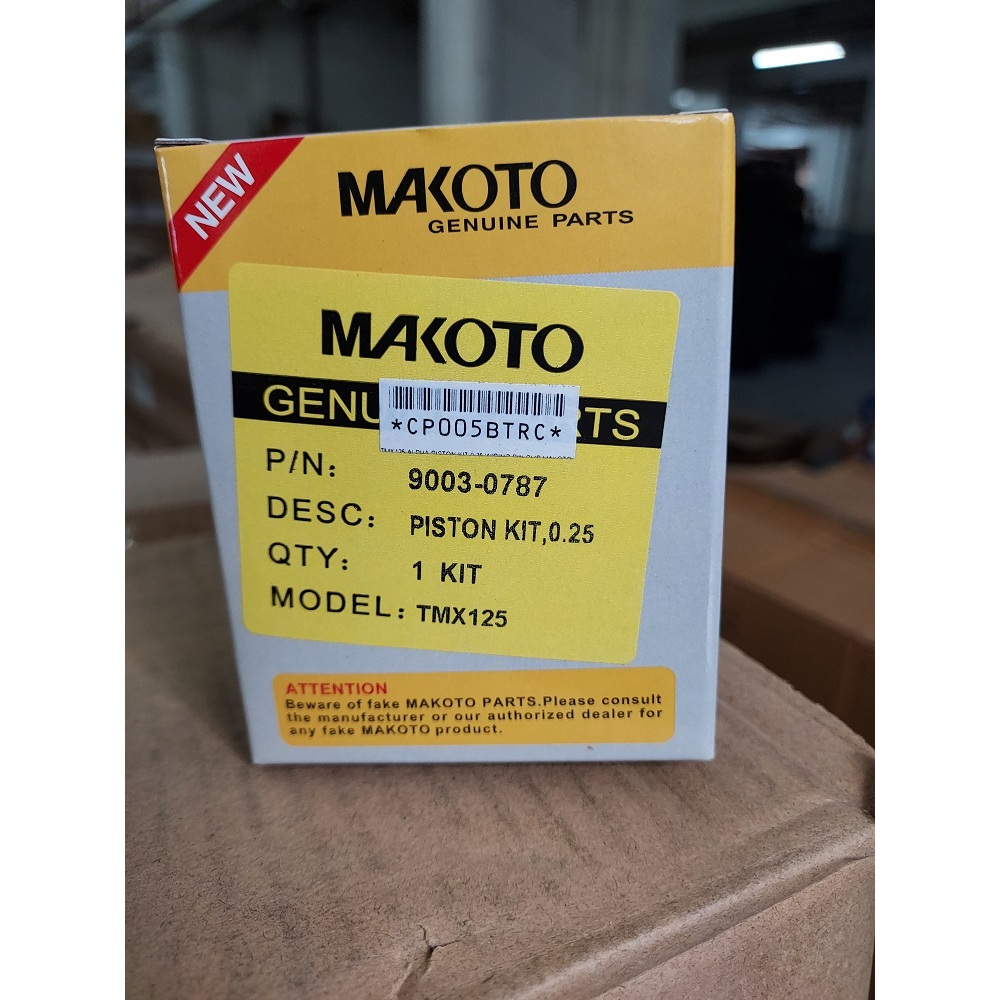 NEW
MAKOTO
GENUINE PARTS
MAKOTO
GENU RTS
*CP005BTRC*
P/N: 9003-0787
DESC: PISTON KIT,0.25
QTY: 1 KIT
MODEL: TMX125
ATTENTION
Beware of fake MAKOTO PARTS.Please consult
the manufacturer or our authorized dealer for
any fake MAKOTO product.